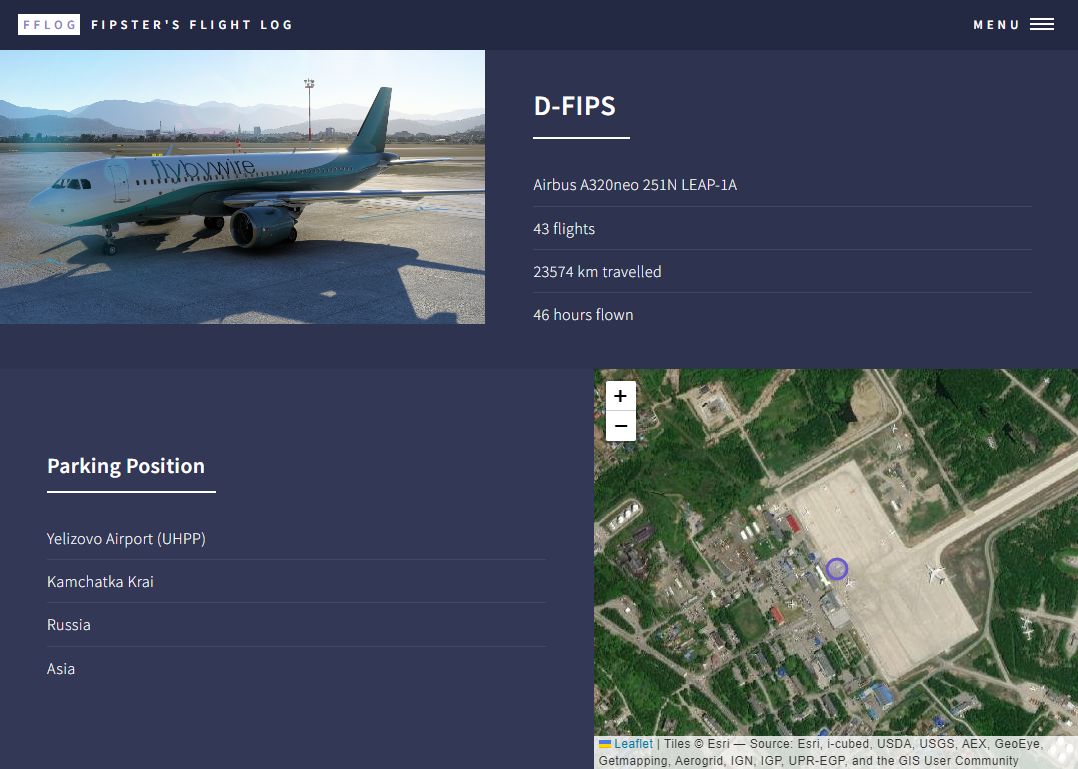 FFLOG FIPSTER'S FLIGHT LOG
MENU
flybywire
D-FIPS
Airbus A320neo 251N LEAP-1A
43 flights
23574 km travelled
46 hours flown
Parking Position
Yelizovo Airport (UHPP)
Kamchatka Krai
Russia
Asia
+
−
Leaflet | Tiles © Esri — Source: Esri, i-cubed, USDA, USGS, AEX, GeoEye,
Getmapping, Aerogrid, IGN, IGP, UPR-EGP, and the GIS User Community